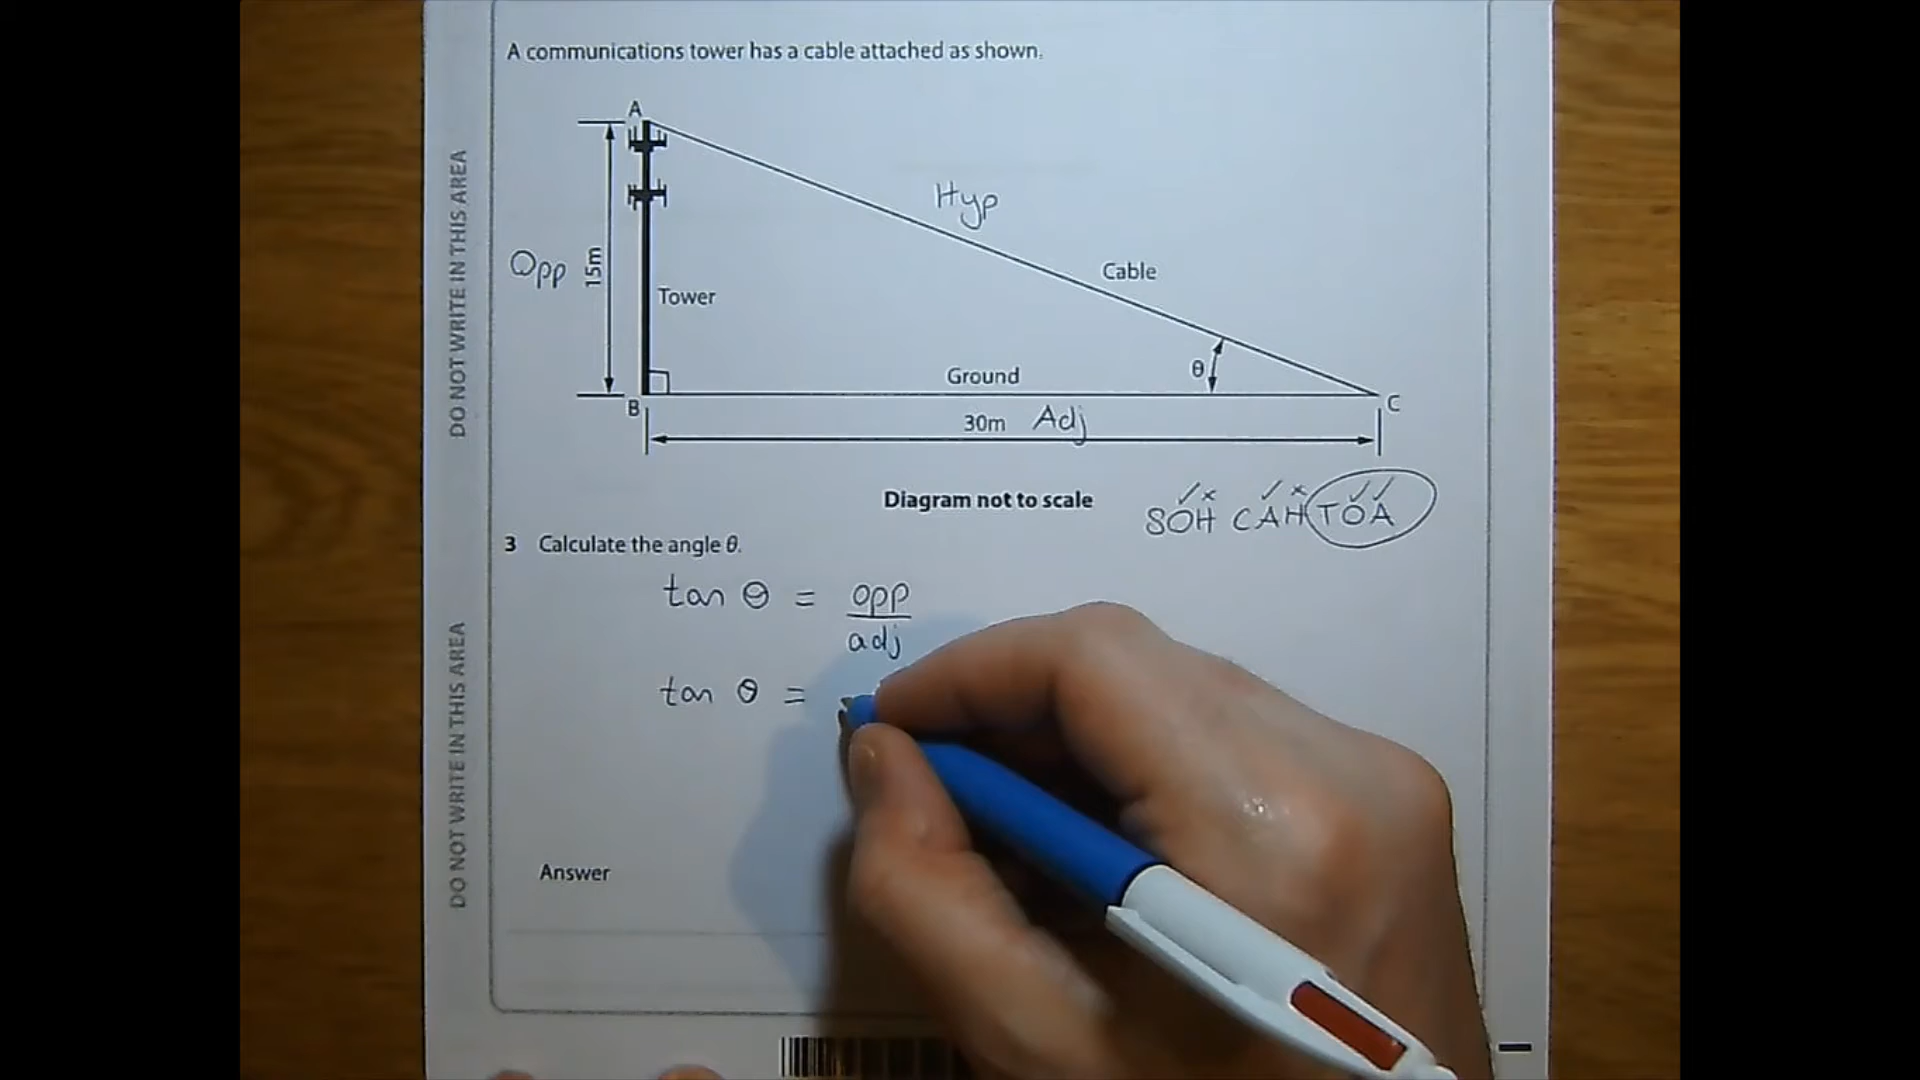 A communications tower has a cable attached as shown.
A
Hyp
Opp
15m
Cable
Tower
θ
Ground
B
C
30m Adj
Diagram not to scale
SOH CAH TOA
3 Calculate the angle θ.
tan θ = opp
adj
tan θ =
Answer
DO NOT WRITE IN THIS AREA
DO NOT WRITE IN THIS AREA